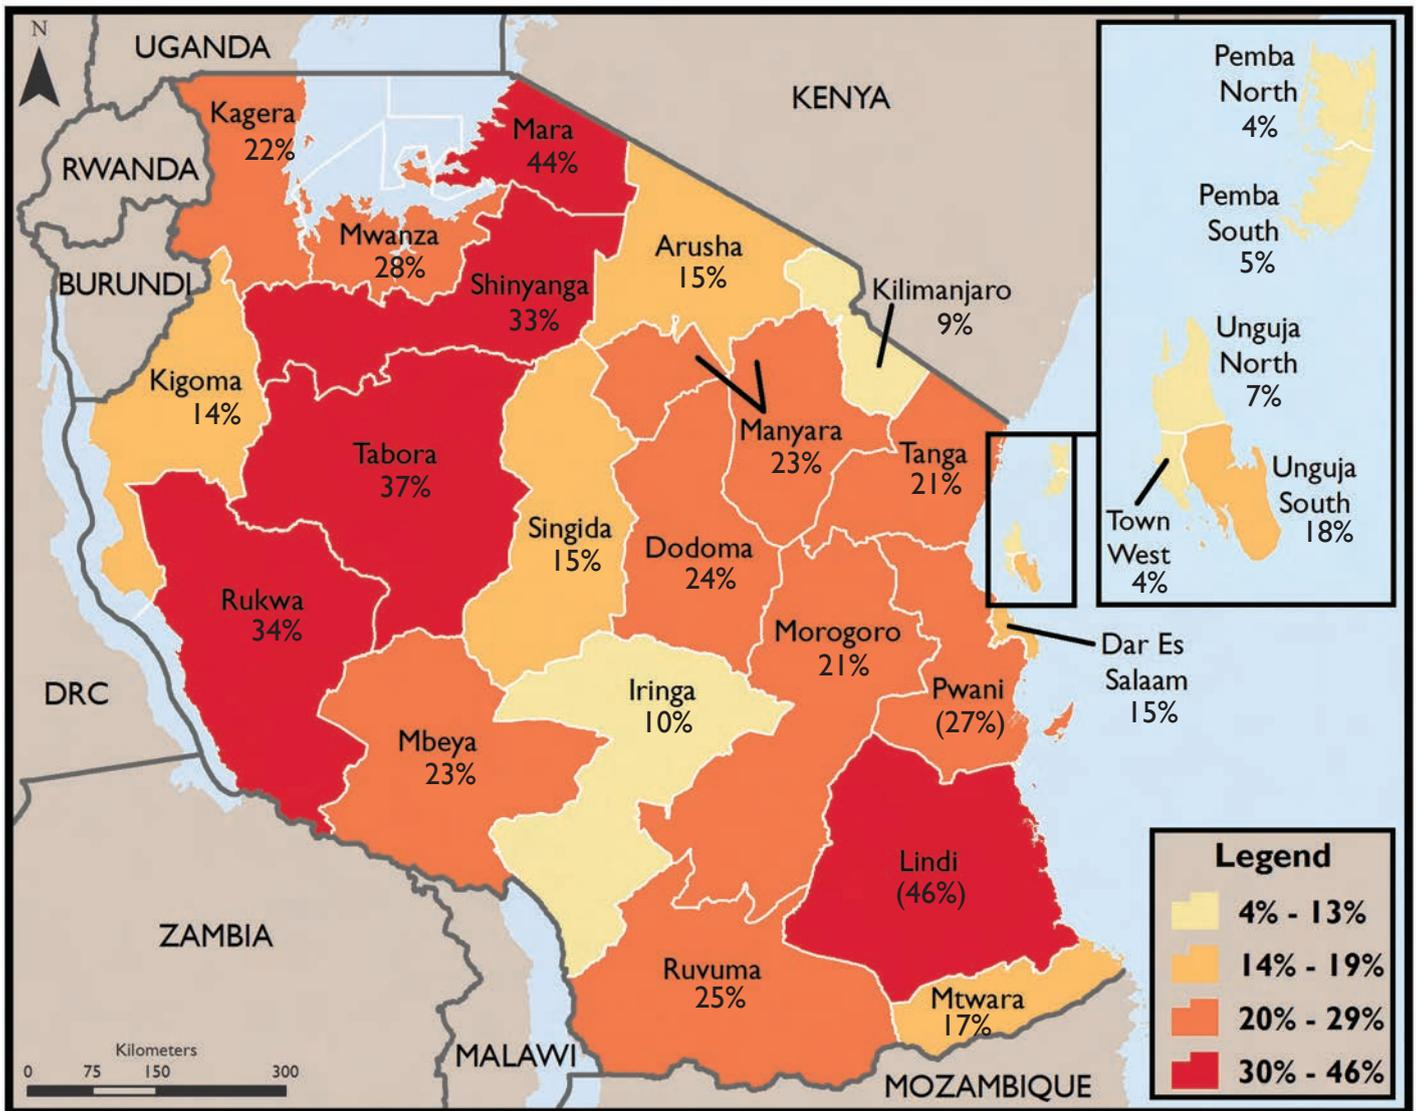 N
UGANDA
KENYA
RWANDA
BURUNDI
DRC
ZAMBIA
MALAWI
MOZAMBIQUE
Kagera
22%
Mara
44%
Mwanza
28%
Shinyanga
33%
Arusha
15%
Kilimanjaro
9%
Kigoma
14%
Tabora
37%
Manyara
23%
Tanga
21%
Singida
15%
Dodoma
24%
Rukwa
34%
Morogoro
21%
Pwani
(27%)
Dar Es
Salaam
15%
Iringa
10%
Mbeya
23%
Lindi
(46%)
Ruvuma
25%
Mtwara
17%
Pemba
North
4%
Pemba
South
5%
Unguja
North
7%
Unguja
South
18%
Town
West
4%
Legend
4% - 13%
14% - 19%
20% - 29%
30% - 46%
Kilometers
0 75 150 300